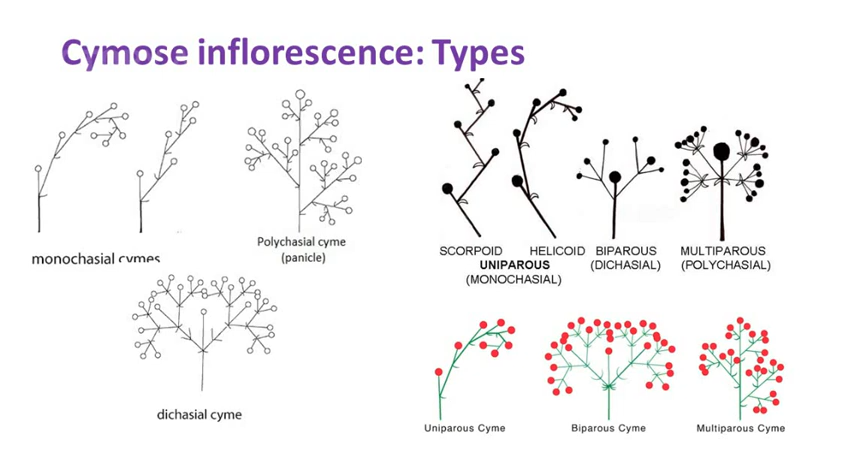 Cymose inflorescence: Types
monochasial cymes
Polychasial cyme
(panicle)
dichasial cyme
SCORPOID HELICOID BIPAROUS MULTIPAROUS
UNIPAROUS (DICHASIAL) (POLYCHASIAL)
(MONOCHASIAL)
Uniparous Cyme Biparous Cyme Multiparous Cyme